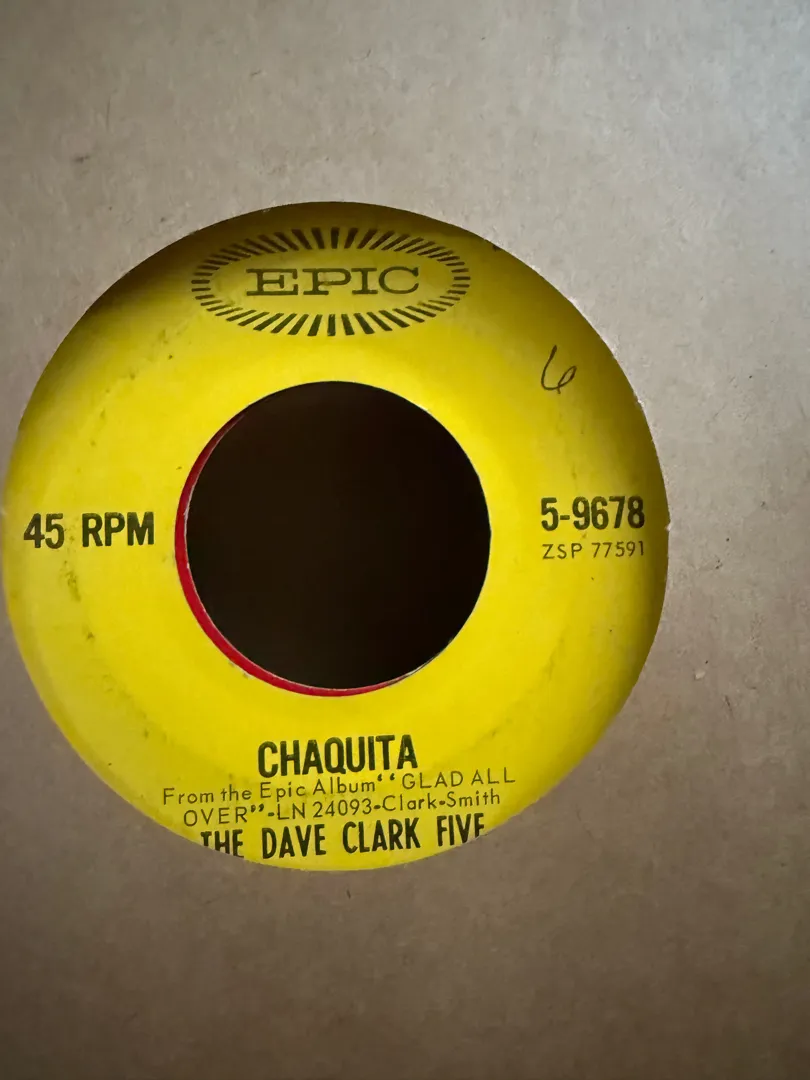 EPIC
6
45 RPM
5-9678
ZSP 77591
CHAQUITA
From the Epic Album "GLAD ALL
OVER"-LN 24093-Clark-Smith
THE DAVE CLARK FIVE